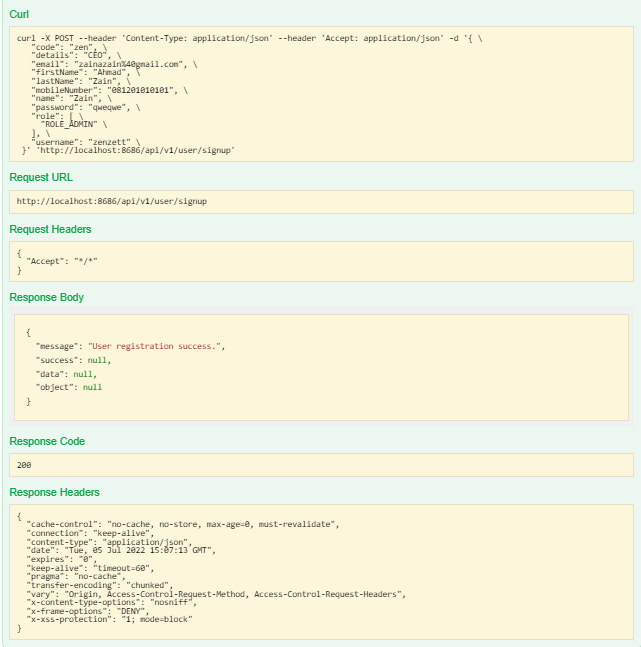 Curl
curl -X POST --header 'Content-Type: application/json' --header 'Accept: application/json' -d '{ \
"code": "zen", \
"details": "CEO", \
"email": "zainazain%40gmail.com", \
"firstName": "Ahmad", \
"lastName": "Zain", \
"mobileNumber": "081201010101", \
"name": "Zain", \
"password": "qweqwe", \
"role": [ \
"ROLE_ADMIN" \
], \
"username": "zenzett" \
}' 'http://localhost:8686/api/v1/user/signup'
Request URL
http://localhost:8686/api/v1/user/signup
Request Headers
{
"Accept": "*/*"
}
Response Body
{
"message": "User registration success.",
"success": null,
"data": null,
"object": null
}
Response Code
200
Response Headers
{
"cache-control": "no-cache, no-store, max-age=0, must-revalidate",
"connection": "keep-alive",
"content-type": "application/json",
"date": "Tue, 05 Jul 2022 15:07:13 GMT",
"expires": "0",
"keep-alive": "timeout=60",
"pragma": "no-cache",
"transfer-encoding": "chunked",
"vary": "Origin, Access-Control-Request-Method, Access-Control-Request-Headers",
"x-content-type-options": "nosniff",
"x-frame-options": "DENY",
"x-xss-protection": "1; mode=block"
}